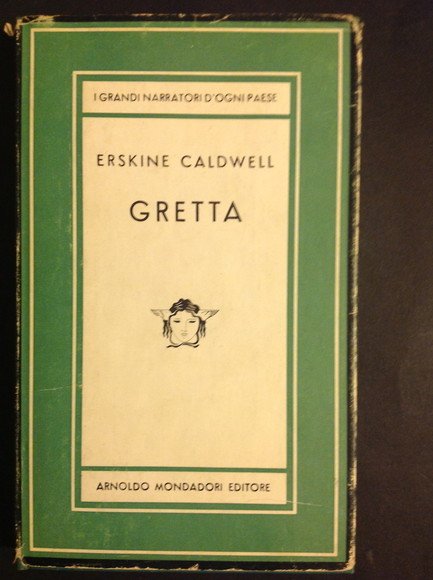 I GRANDI NARRATORI D'OGNI PAESE
ERSKINE CALDWELL
GRETTA
ARNOLDO MONDADORI EDITORE